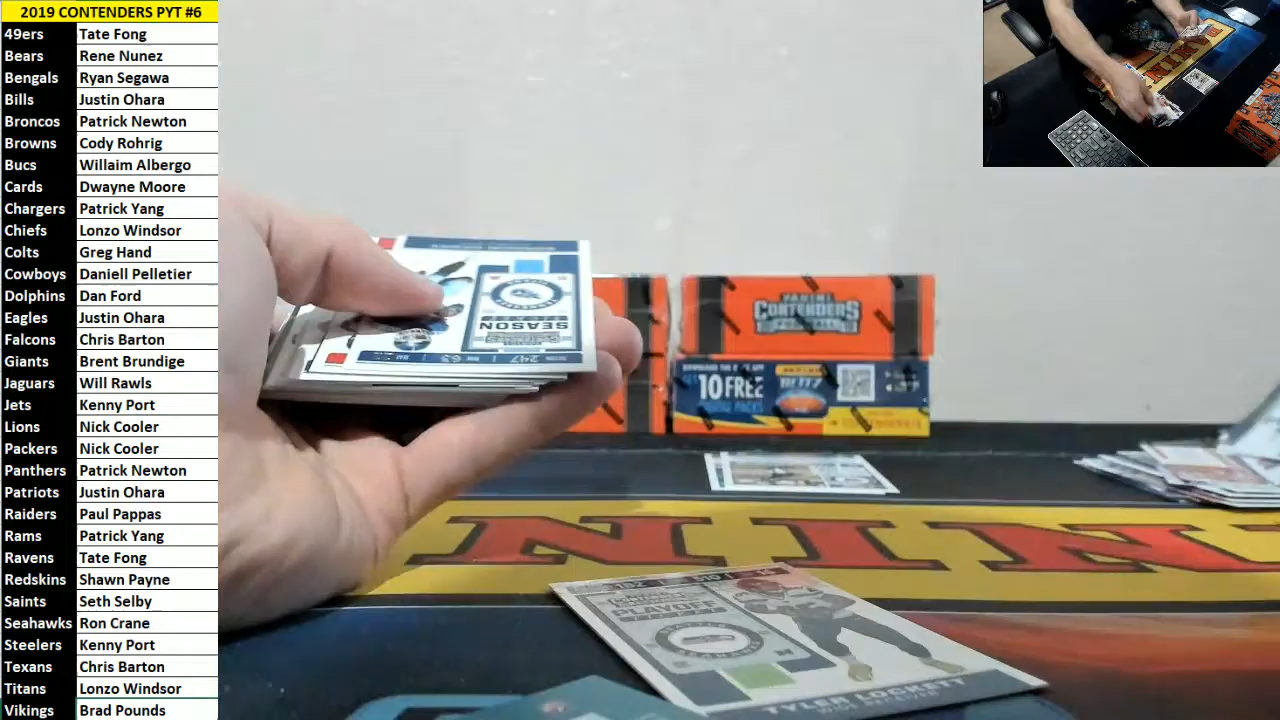 2019 CONTENDERS PYT #6
49ers Tate Fong
Bears Rene Nunez
Bengals Ryan Segawa
Bills Justin Ohara
Broncos Patrick Newton
Browns Cody Rohrig
Bucs Willaim Albergo
Cards Dwayne Moore
Chargers Patrick Yang
Chiefs Lonzo Windsor
Colts Greg Hand
Cowboys Daniell Pelletier
Dolphins Dan Ford
Eagles Justin Ohara
Falcons Chris Barton
Giants Brent Brundige
Jaguars Will Rawls
Jets Kenny Port
Lions Nick Cooler
Packers Nick Cooler
Panthers Patrick Newton
Patriots Justin Ohara
Raiders Paul Pappas
Rams Patrick Yang
Ravens Tate Fong
Redskins Shawn Payne
Saints Seth Selby
Seahawks Ron Crane
Steelers Kenny Port
Texans Chris Barton
Titans Lonzo Windsor
Vikings Brad Pounds
PANINI
CONTENDERS
FOOTBALL
10 FREE
SEASON
247
NIN
PLAYOFF
TYLER LOCKETT